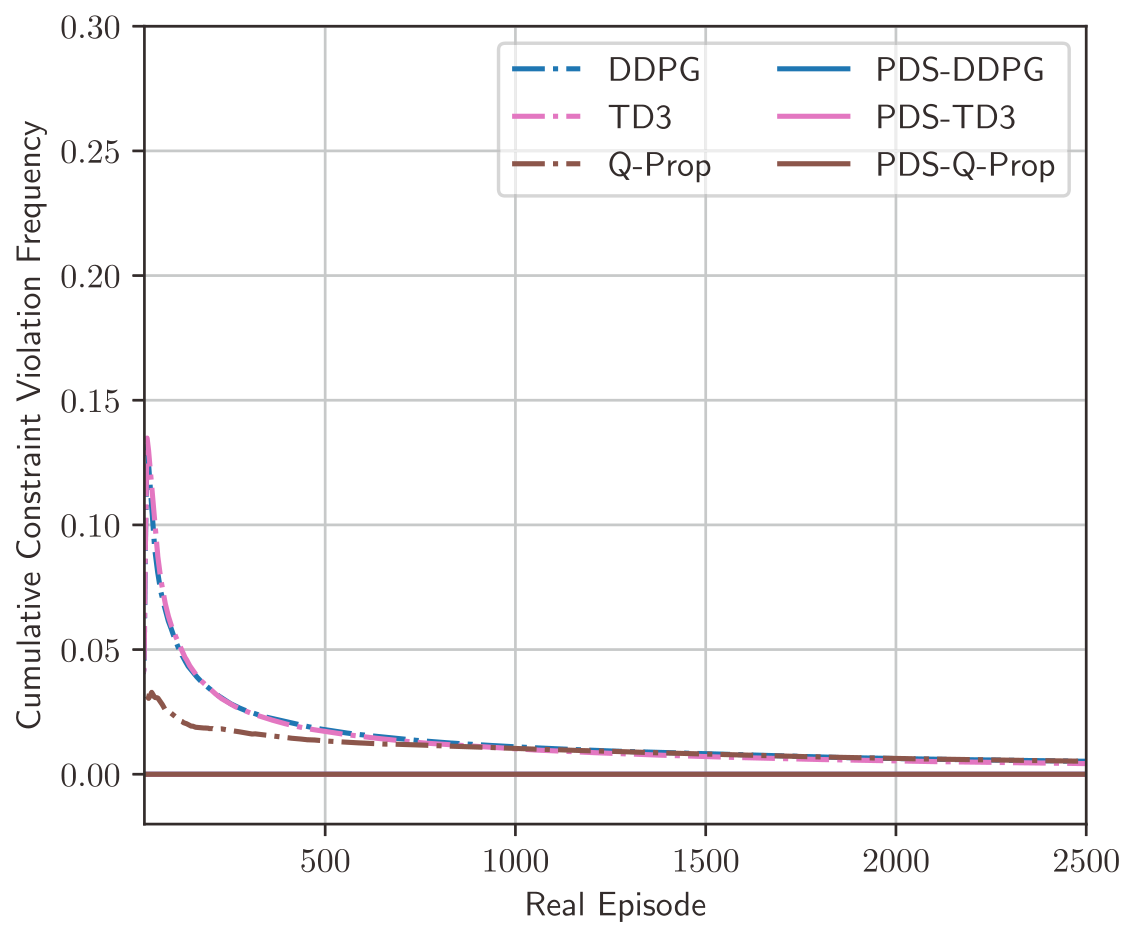 0.30
0.25
0.20
0.15
0.10
0.05
0.00
Cumulative Constraint Violation Frequency
DDPG
TD3
Q-Prop
PDS-DDPG
PDS-TD3
PDS-Q-Prop
500
1000
1500
2000
2500
Real Episode